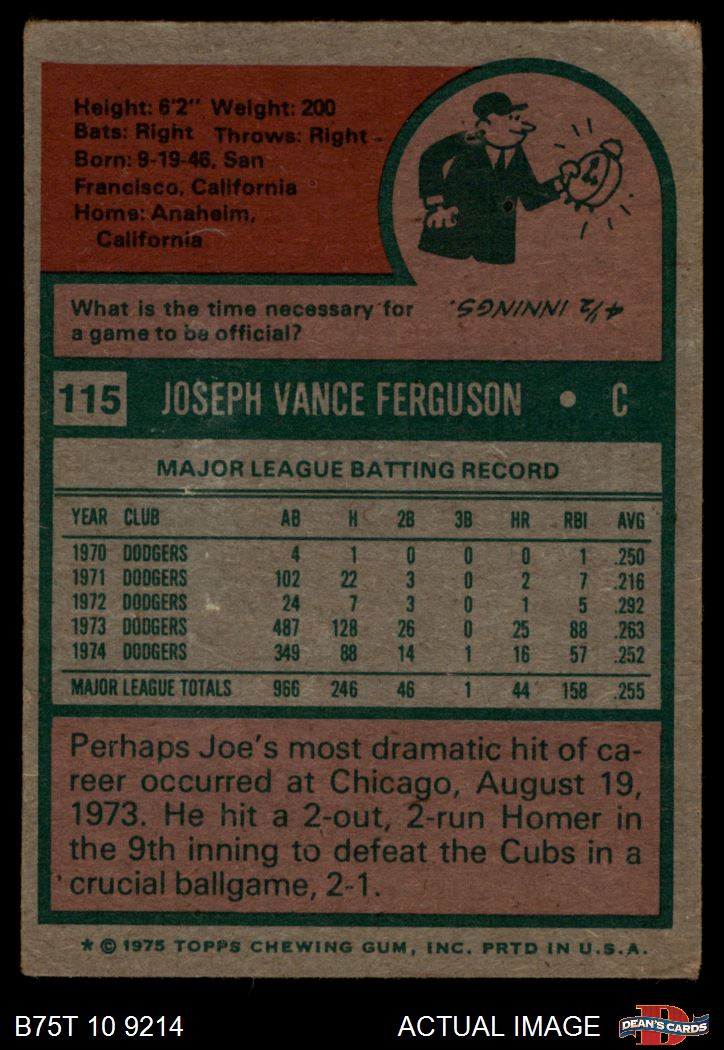 Height: 6'2" Weight: 200
Bats: Right Throws: Right
Born: 9-19-46, San
Francisco, California
Home: Anaheim,
California
What is the time necessary for
a game to be official?
4½ INNINGS.
115 JOSEPH VANCE FERGUSON • C
MAJOR LEAGUE BATTING RECORD
YEAR CLUB AB H 2B 3B HR RBI AVG
1970 DODGERS 4 1 0 0 0 1 .250
1971 DODGERS 102 22 3 0 2 7 .216
1972 DODGERS 24 7 3 0 1 5 .292
1973 DODGERS 487 128 26 0 25 88 .263
1974 DODGERS 349 88 14 1 16 57 .252
MAJOR LEAGUE TOTALS 966 246 46 1 44 158 .255
Perhaps Joe's most dramatic hit of ca-
reer occurred at Chicago, August 19,
1973. He hit a 2-out, 2-run Homer in
the 9th inning to defeat the Cubs in a
crucial ballgame, 2-1.
* © 1975 TOPPS CHEWING GUM, INC. PRTD IN U.S.A.
B75T 10 9214 ACTUAL IMAGE
D
DEAN'S CARDS